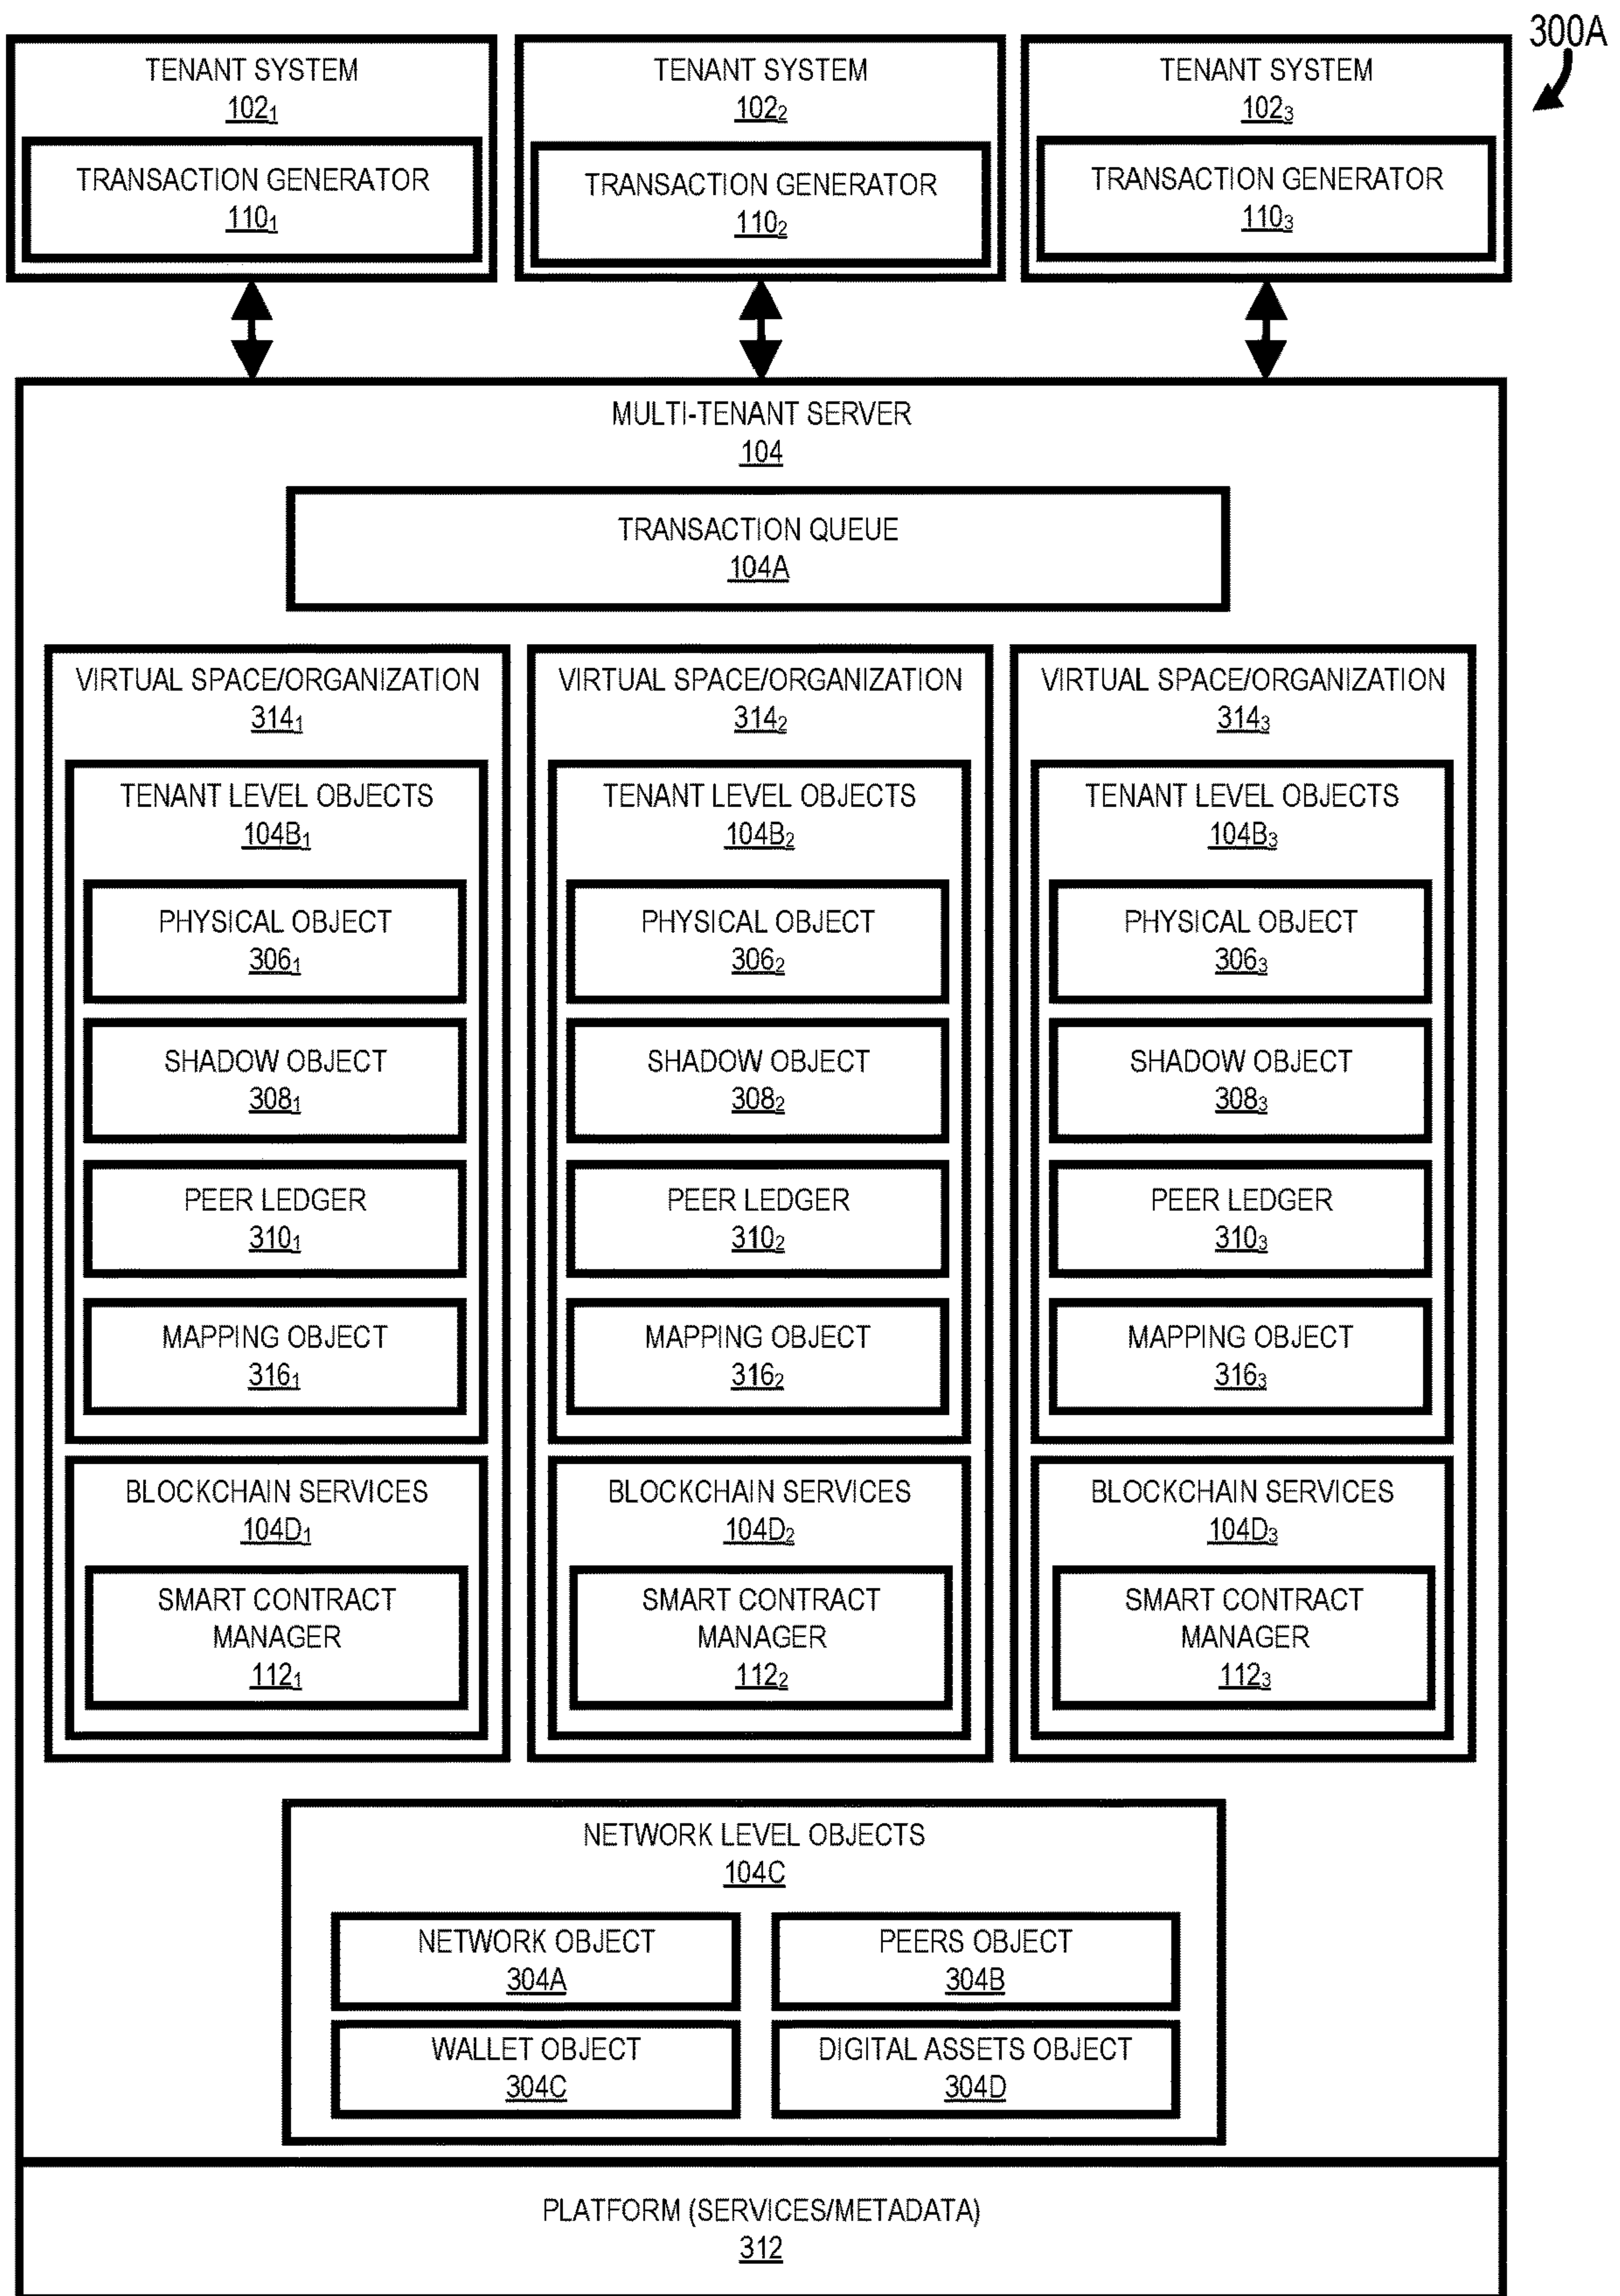 300A
TENANT SYSTEM
102₁
TRANSACTION GENERATOR
110₁
TENANT SYSTEM
102₂
TRANSACTION GENERATOR
110₂
TENANT SYSTEM
102₃
TRANSACTION GENERATOR
110₃
MULTI-TENANT SERVER
104
TRANSACTION QUEUE
104A
VIRTUAL SPACE/ORGANIZATION
314₁
TENANT LEVEL OBJECTS
104B₁
PHYSICAL OBJECT
306₁
SHADOW OBJECT
308₁
PEER LEDGER
310₁
MAPPING OBJECT
316₁
BLOCKCHAIN SERVICES
104D₁
SMART CONTRACT
MANAGER
112₁
VIRTUAL SPACE/ORGANIZATION
314₂
TENANT LEVEL OBJECTS
104B₂
PHYSICAL OBJECT
306₂
SHADOW OBJECT
308₂
PEER LEDGER
310₂
MAPPING OBJECT
316₂
BLOCKCHAIN SERVICES
104D₂
SMART CONTRACT
MANAGER
112₂
VIRTUAL SPACE/ORGANIZATION
314₃
TENANT LEVEL OBJECTS
104B₃
PHYSICAL OBJECT
306₃
SHADOW OBJECT
308₃
PEER LEDGER
310₃
MAPPING OBJECT
316₃
BLOCKCHAIN SERVICES
104D₃
SMART CONTRACT
MANAGER
112₃
NETWORK LEVEL OBJECTS
104C
NETWORK OBJECT
304A
PEERS OBJECT
304B
WALLET OBJECT
304C
DIGITAL ASSETS OBJECT
304D
PLATFORM (SERVICES/METADATA)
312